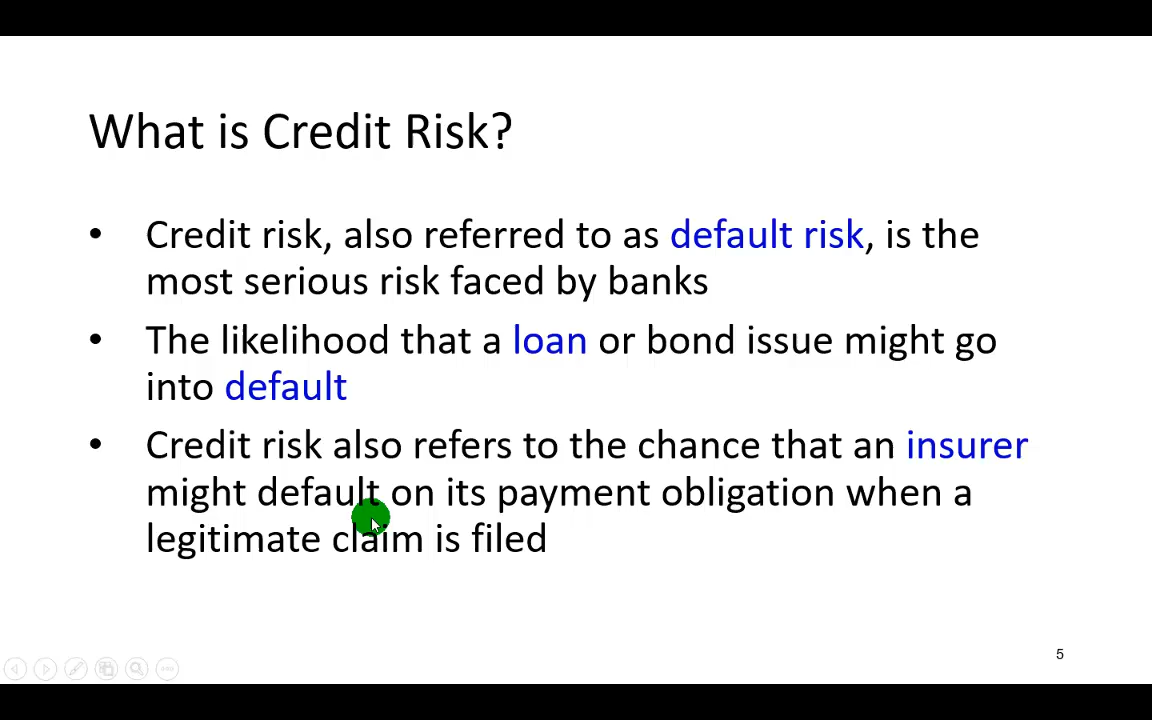 What is Credit Risk?
• Credit risk, also referred to as default risk, is the
most serious risk faced by banks
• The likelihood that a loan or bond issue might go
into default
• Credit risk also refers to the chance that an insurer
might default on its payment obligation when a
legitimate claim is filed
5